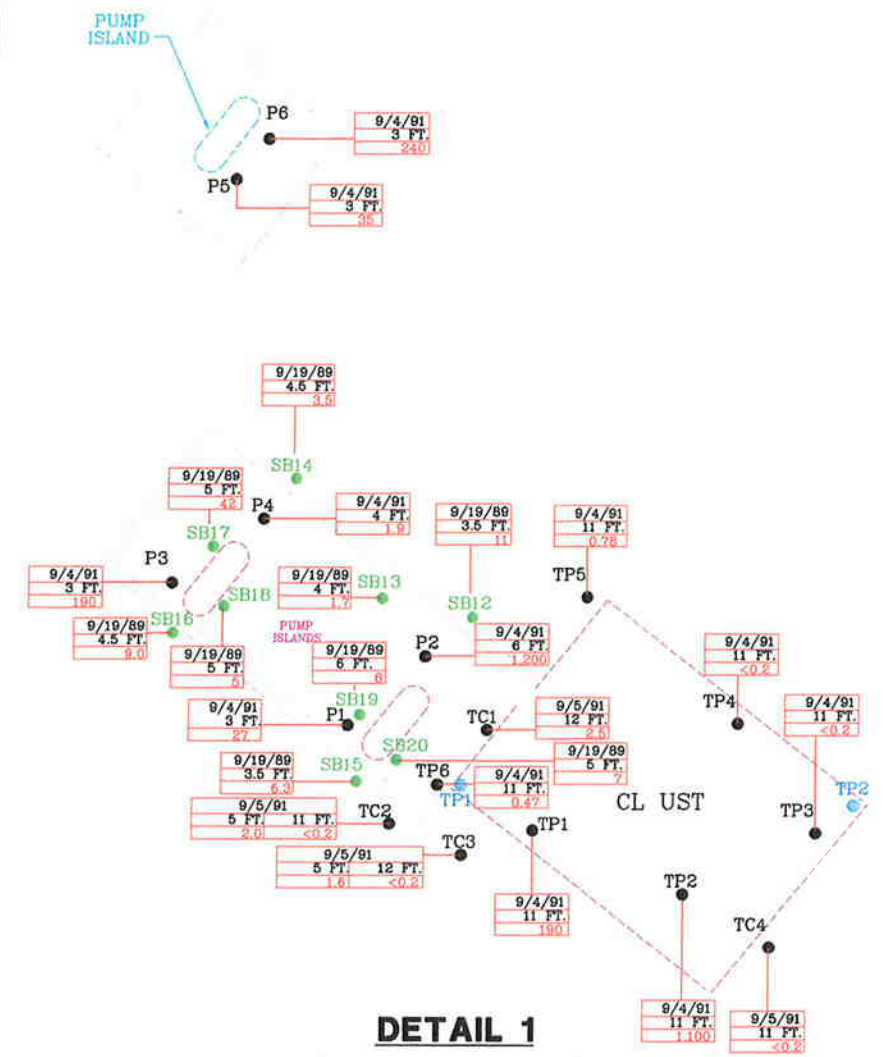 PUMP
ISLAND
P6
9/4/91
3 FT.
240
P5
9/4/91
3 FT.
35
9/19/89
4.5 FT.
3.5
SB14
9/19/89
5 FT.
42
SB17
P4
9/4/91
4 FT.
1.9
9/19/89
3.5 FT.
11
9/4/91
11 FT.
0.78
P3
9/4/91
3 FT.
190
SB18
9/19/89
4 FT.
1.7
SB13
SB12
TP5
SB16
9/19/89
4.5 FT.
9.0
PUMP
ISLANDS
9/19/89
5 FT.
5
9/19/89
6 FT.
6
P2
9/4/91
6 FT.
1,200
9/4/91
11 FT.
<0.2
TP4
9/4/91
3 FT.
27
P1
SB19
TC1
9/5/91
12 FT.
2.5
9/4/91
11 FT.
<0.2
9/19/89
3.5 FT.
6.3
SB15
SB20
9/19/89
5 FT.
7
TP6
TP1
9/4/91
11 FT.
0.47
CL UST
TP2
9/5/91
5 FT. 11 FT.
2.0 <0.2
TC2
TP1
TP3
9/5/91
5 FT. 12 FT.
1.6 <0.2
TC3
9/4/91
11 FT.
190
TP2
TC4
9/4/91
11 FT.
1,100
9/5/91
11 FT.
<0.2
DETAIL 1